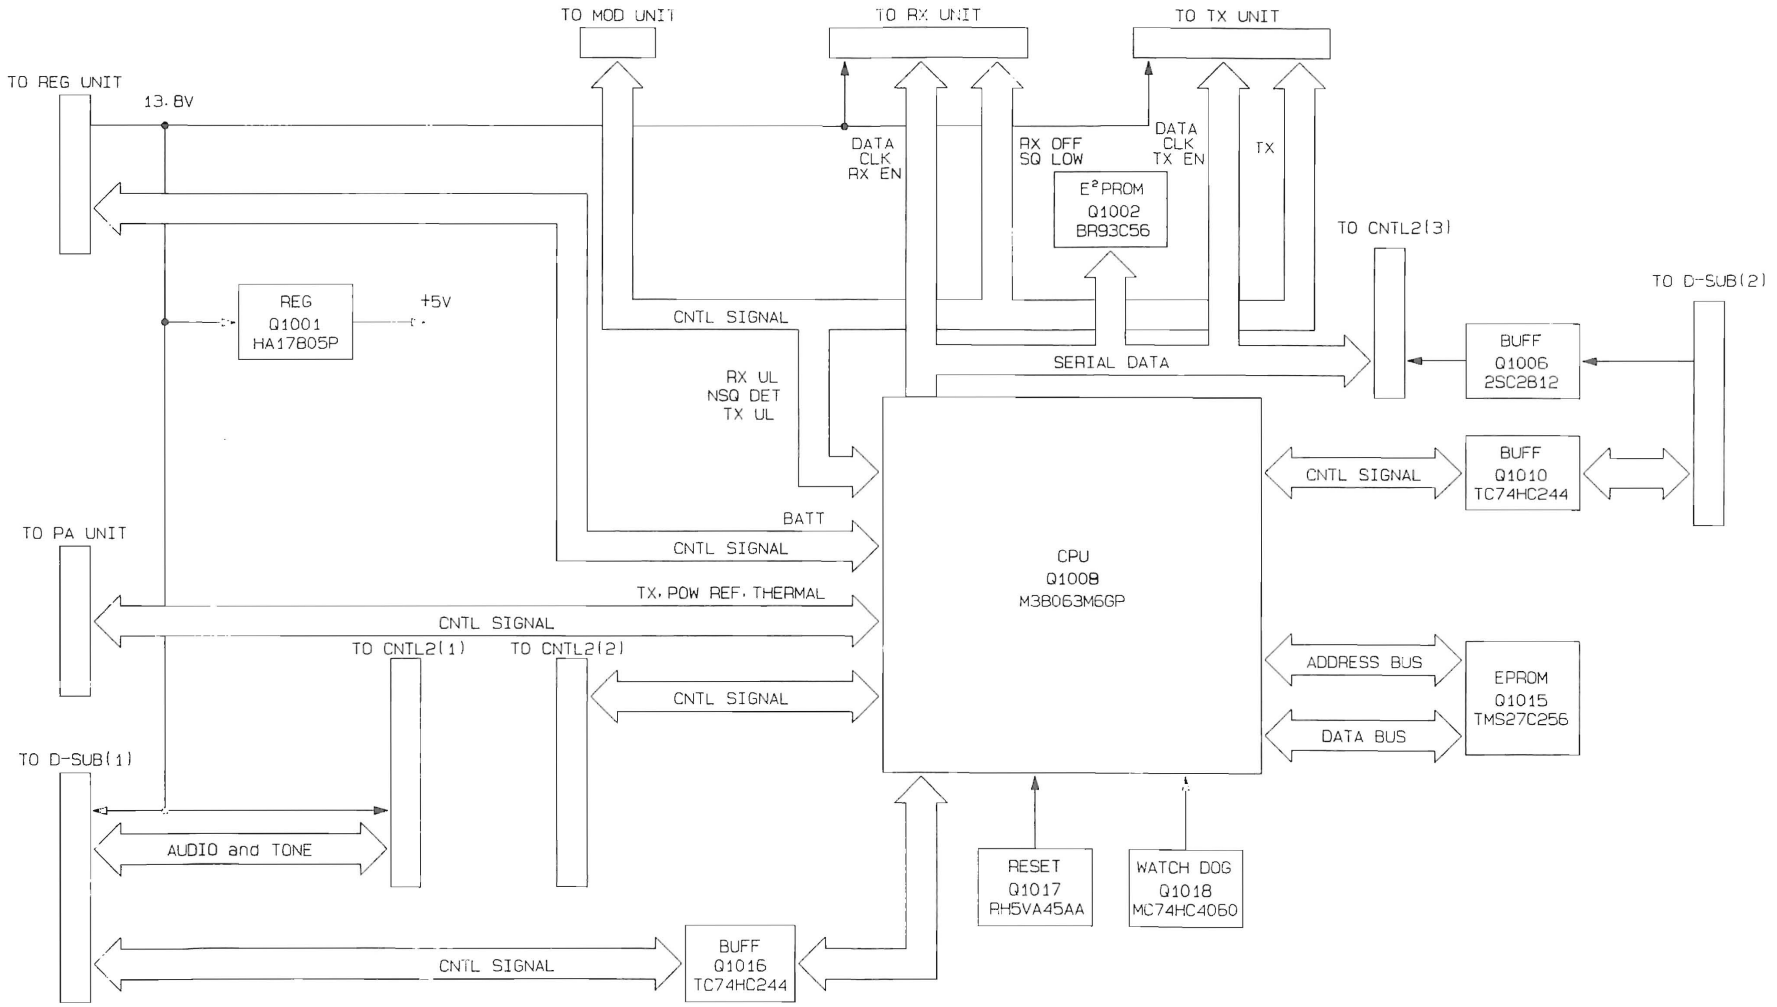 TO MOD UNIT
TO RX UNIT
TO TX UNIT
TO REG UNIT
13.8V
DATA
CLK
RX EN
RX OFF
SQ LOW
DATA
CLK
TX EN
TX
E²PROM
Q1002
BR93C56
TO CNTL2(3)
TO D-SUB(2)
REG
Q1001
HA17805P
+5V
CNTL SIGNAL
SERIAL DATA
BUFF
Q1006
2SC2812
RX UL
NSQ DET
TX UL
CNTL SIGNAL
BUFF
Q1010
TC74HC244
BATT
CNTL SIGNAL
TO PA UNIT
CPU
Q1008
M38063M6GP
TX, POW REF, THERMAL
CNTL SIGNAL
TO CNTL2(1)
TO CNTL2(2)
CNTL SIGNAL
ADDRESS BUS
EPROM
Q1015
TMS27C256
DATA BUS
TO D-SUB(1)
AUDIO and TONE
RESET
Q1017
RH5VA45AA
WATCH DOG
Q1018
MC74HC4060
CNTL SIGNAL
BUFF
Q1016
TC74HC244